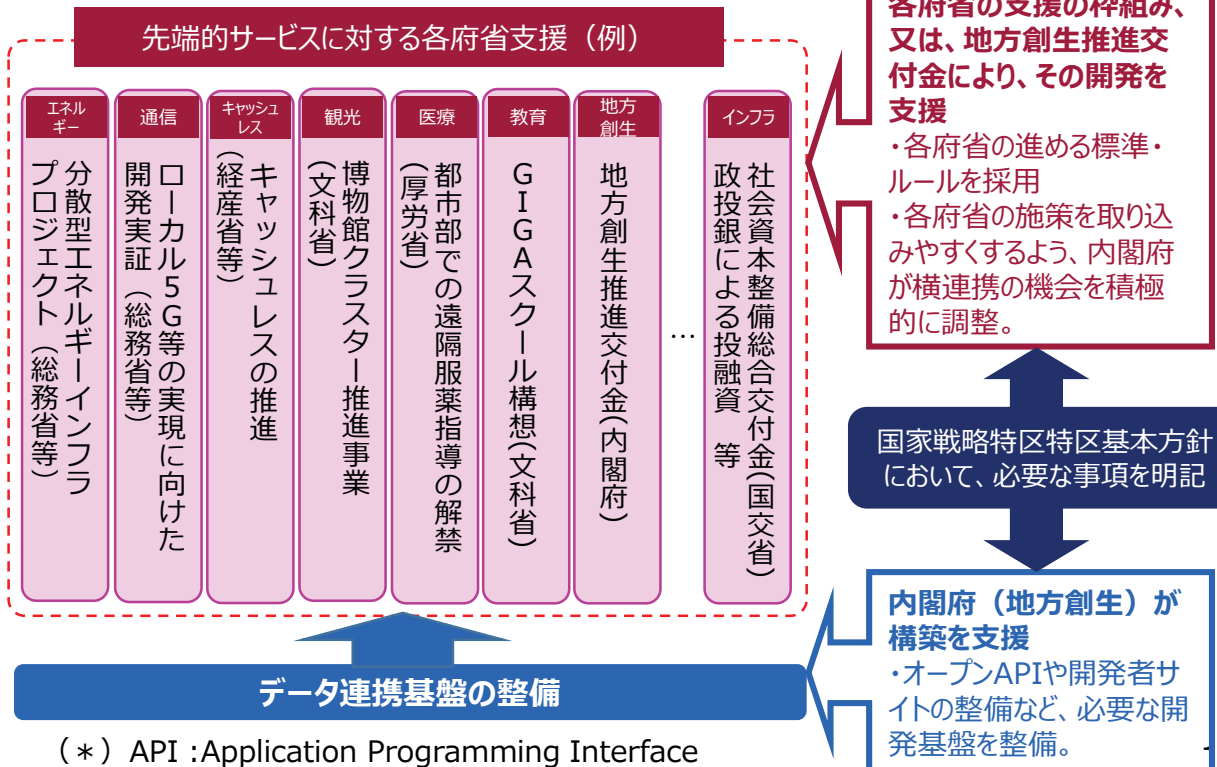 先端的サービスに対する各府省支援（例）
エネル
ギー
分散型エネルギーインフラ
プロジェクト（総務省等）
通信
ローカル５Ｇ等の実現に向けた
開発実証（総務省等）
キャッシュ
レス
キャッシュレスの推進
（経産省等）
観光
博物館クラスター推進事業
（文科省）
医療
都市部での遠隔服薬指導の解禁
（厚労省）
教育
ＧＩＧＡスクール構想(文科省）
地方
創生
地方創生推進交付金(内閣府）
…
インフラ
社会資本整備総合交付金(国交省）
政投銀による投融資　等
データ連携基盤の整備
（＊）API :Application Programming Interface
各府省の支援の枠組み、
又は、地方創生推進交
付金により、その開発を
支援
・各府省の進める標準・
ルールを採用
・各府省の施策を取り込
みやすくするよう、内閣府
が横連携の機会を積極
的に調整。
国家戦略特区特区基本方針
において、必要な事項を明記
内閣府（地方創生）が
構築を支援
・オープンAPIや開発者サ
イトの整備など、必要な開
発基盤を整備。